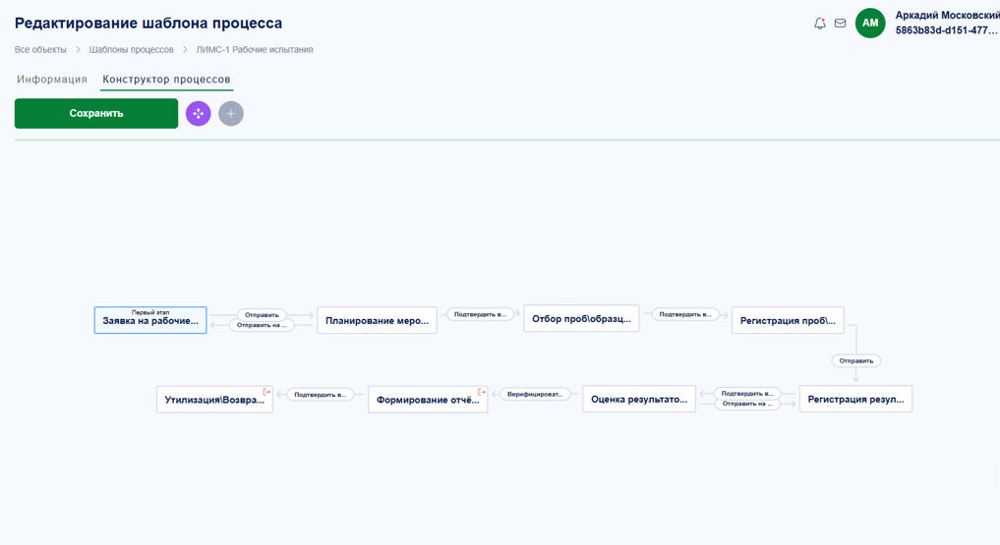 Редактирование шаблона процесса
АМ
Аркадий Московский
5863b83d-d151-477...
Все объекты
Шаблоны процессов
ЛИМС-1 Рабочие испытания
Информация
Конструктор процессов
Сохранить
Первый этап
Заявка на рабочие...
Отправить
Отправить на ...
Планирование меро...
Подтвердить в...
Отбор проб\образц...
Подтвердить в...
Регистрация проб\...
Отправить
Утилизация\Возвра...
Подтвердить в...
Формирование отчё...
Верифицироват...
Оценка результато...
Подтвердить в...
Отправить на ...
Регистрация резул...